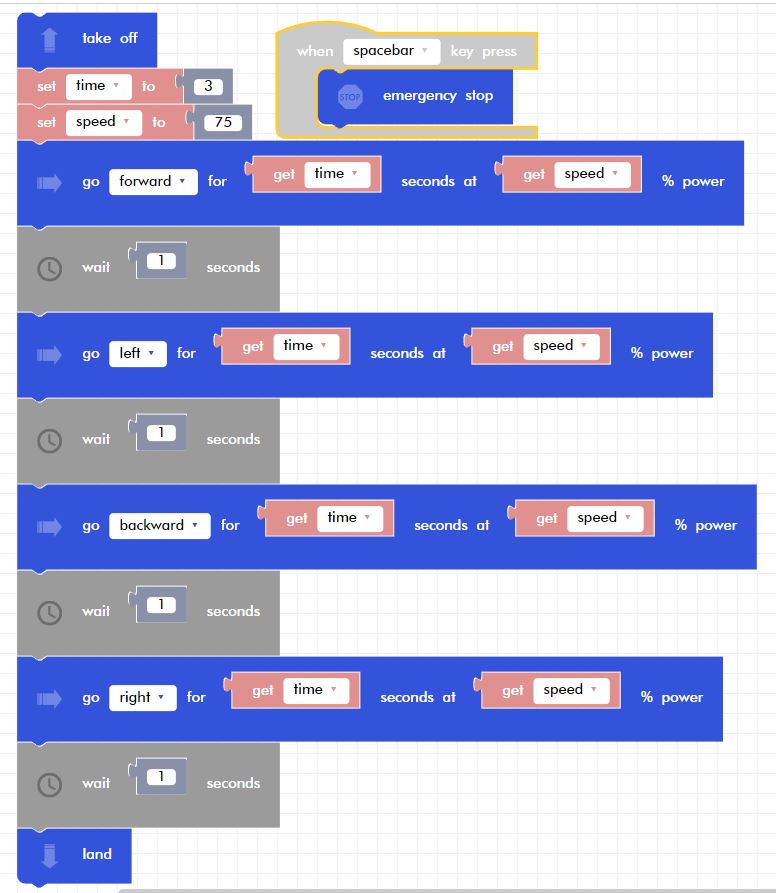 take off
set time to 3
set speed to 75
when spacebar key press
STOP emergency stop
go forward for get time seconds at get speed % power
wait 1 seconds
go left for get time seconds at get speed % power
wait 1 seconds
go backward for get time seconds at get speed % power
wait 1 seconds
go right for get time seconds at get speed % power
wait 1 seconds
land